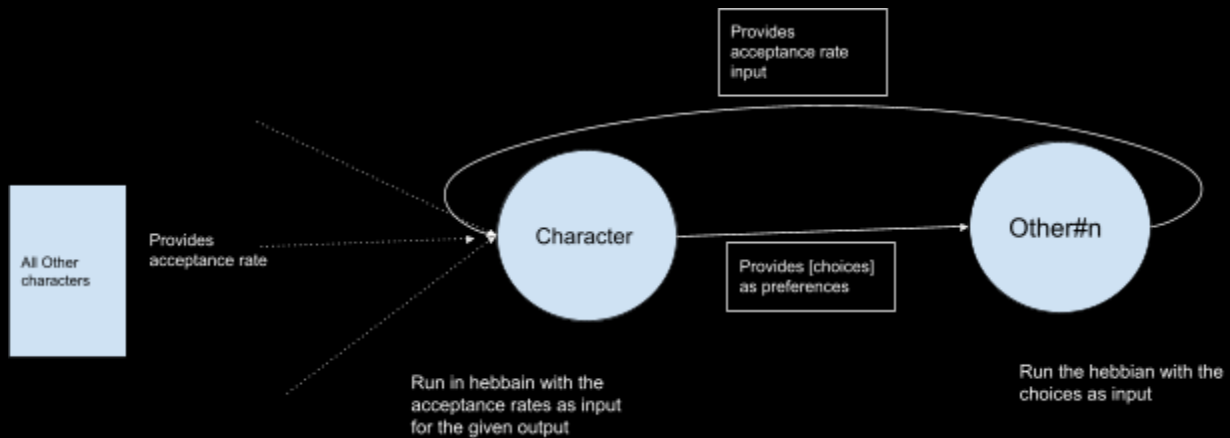 Provides
acceptance rate
input
All Other
characters
Provides
acceptance rate
Character
Provides [choices]
as preferences
Other#n
Run in hebbain with the
acceptance rates as input
for the given output
Run the hebbian with the
choices as input